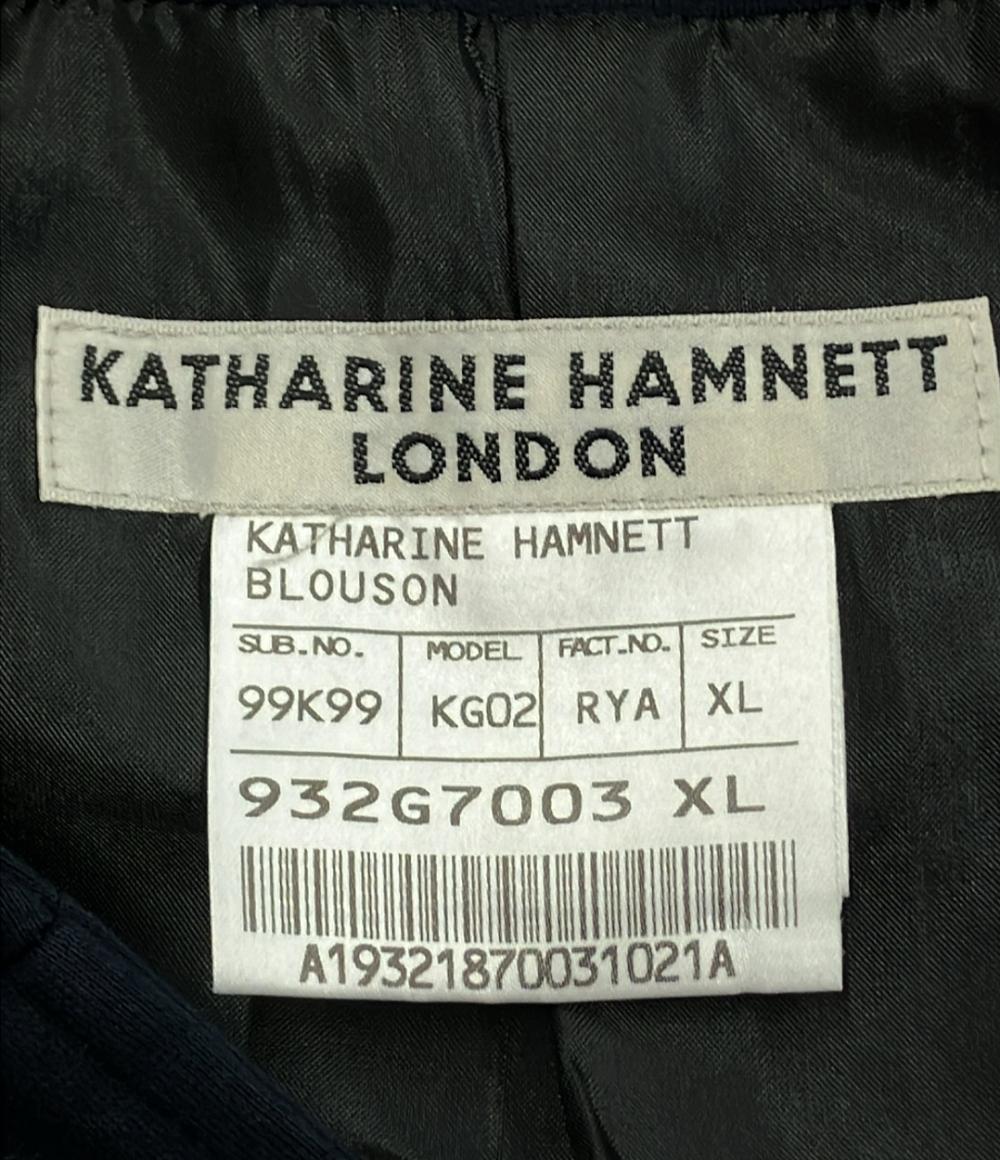 KATHARINE HAMNETT
LONDON
KATHARINE HAMNETT
BLOUSON
SUB.NO. MODEL FACT.NO. SIZE
99K99 KG02 RYA XL
932G7003 XL
A19321870031021A